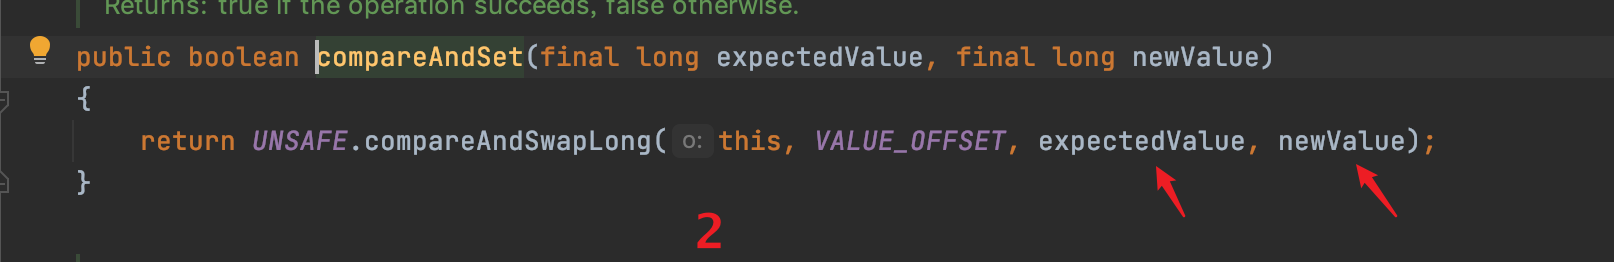 Returns: true if the operation succeeds, false otherwise.
public boolean compareAndSet(final long expectedValue, final long newValue)
{
return UNSAFE.compareAndSwapLong( o: this, VALUE_OFFSET, expectedValue, newValue);
}
2